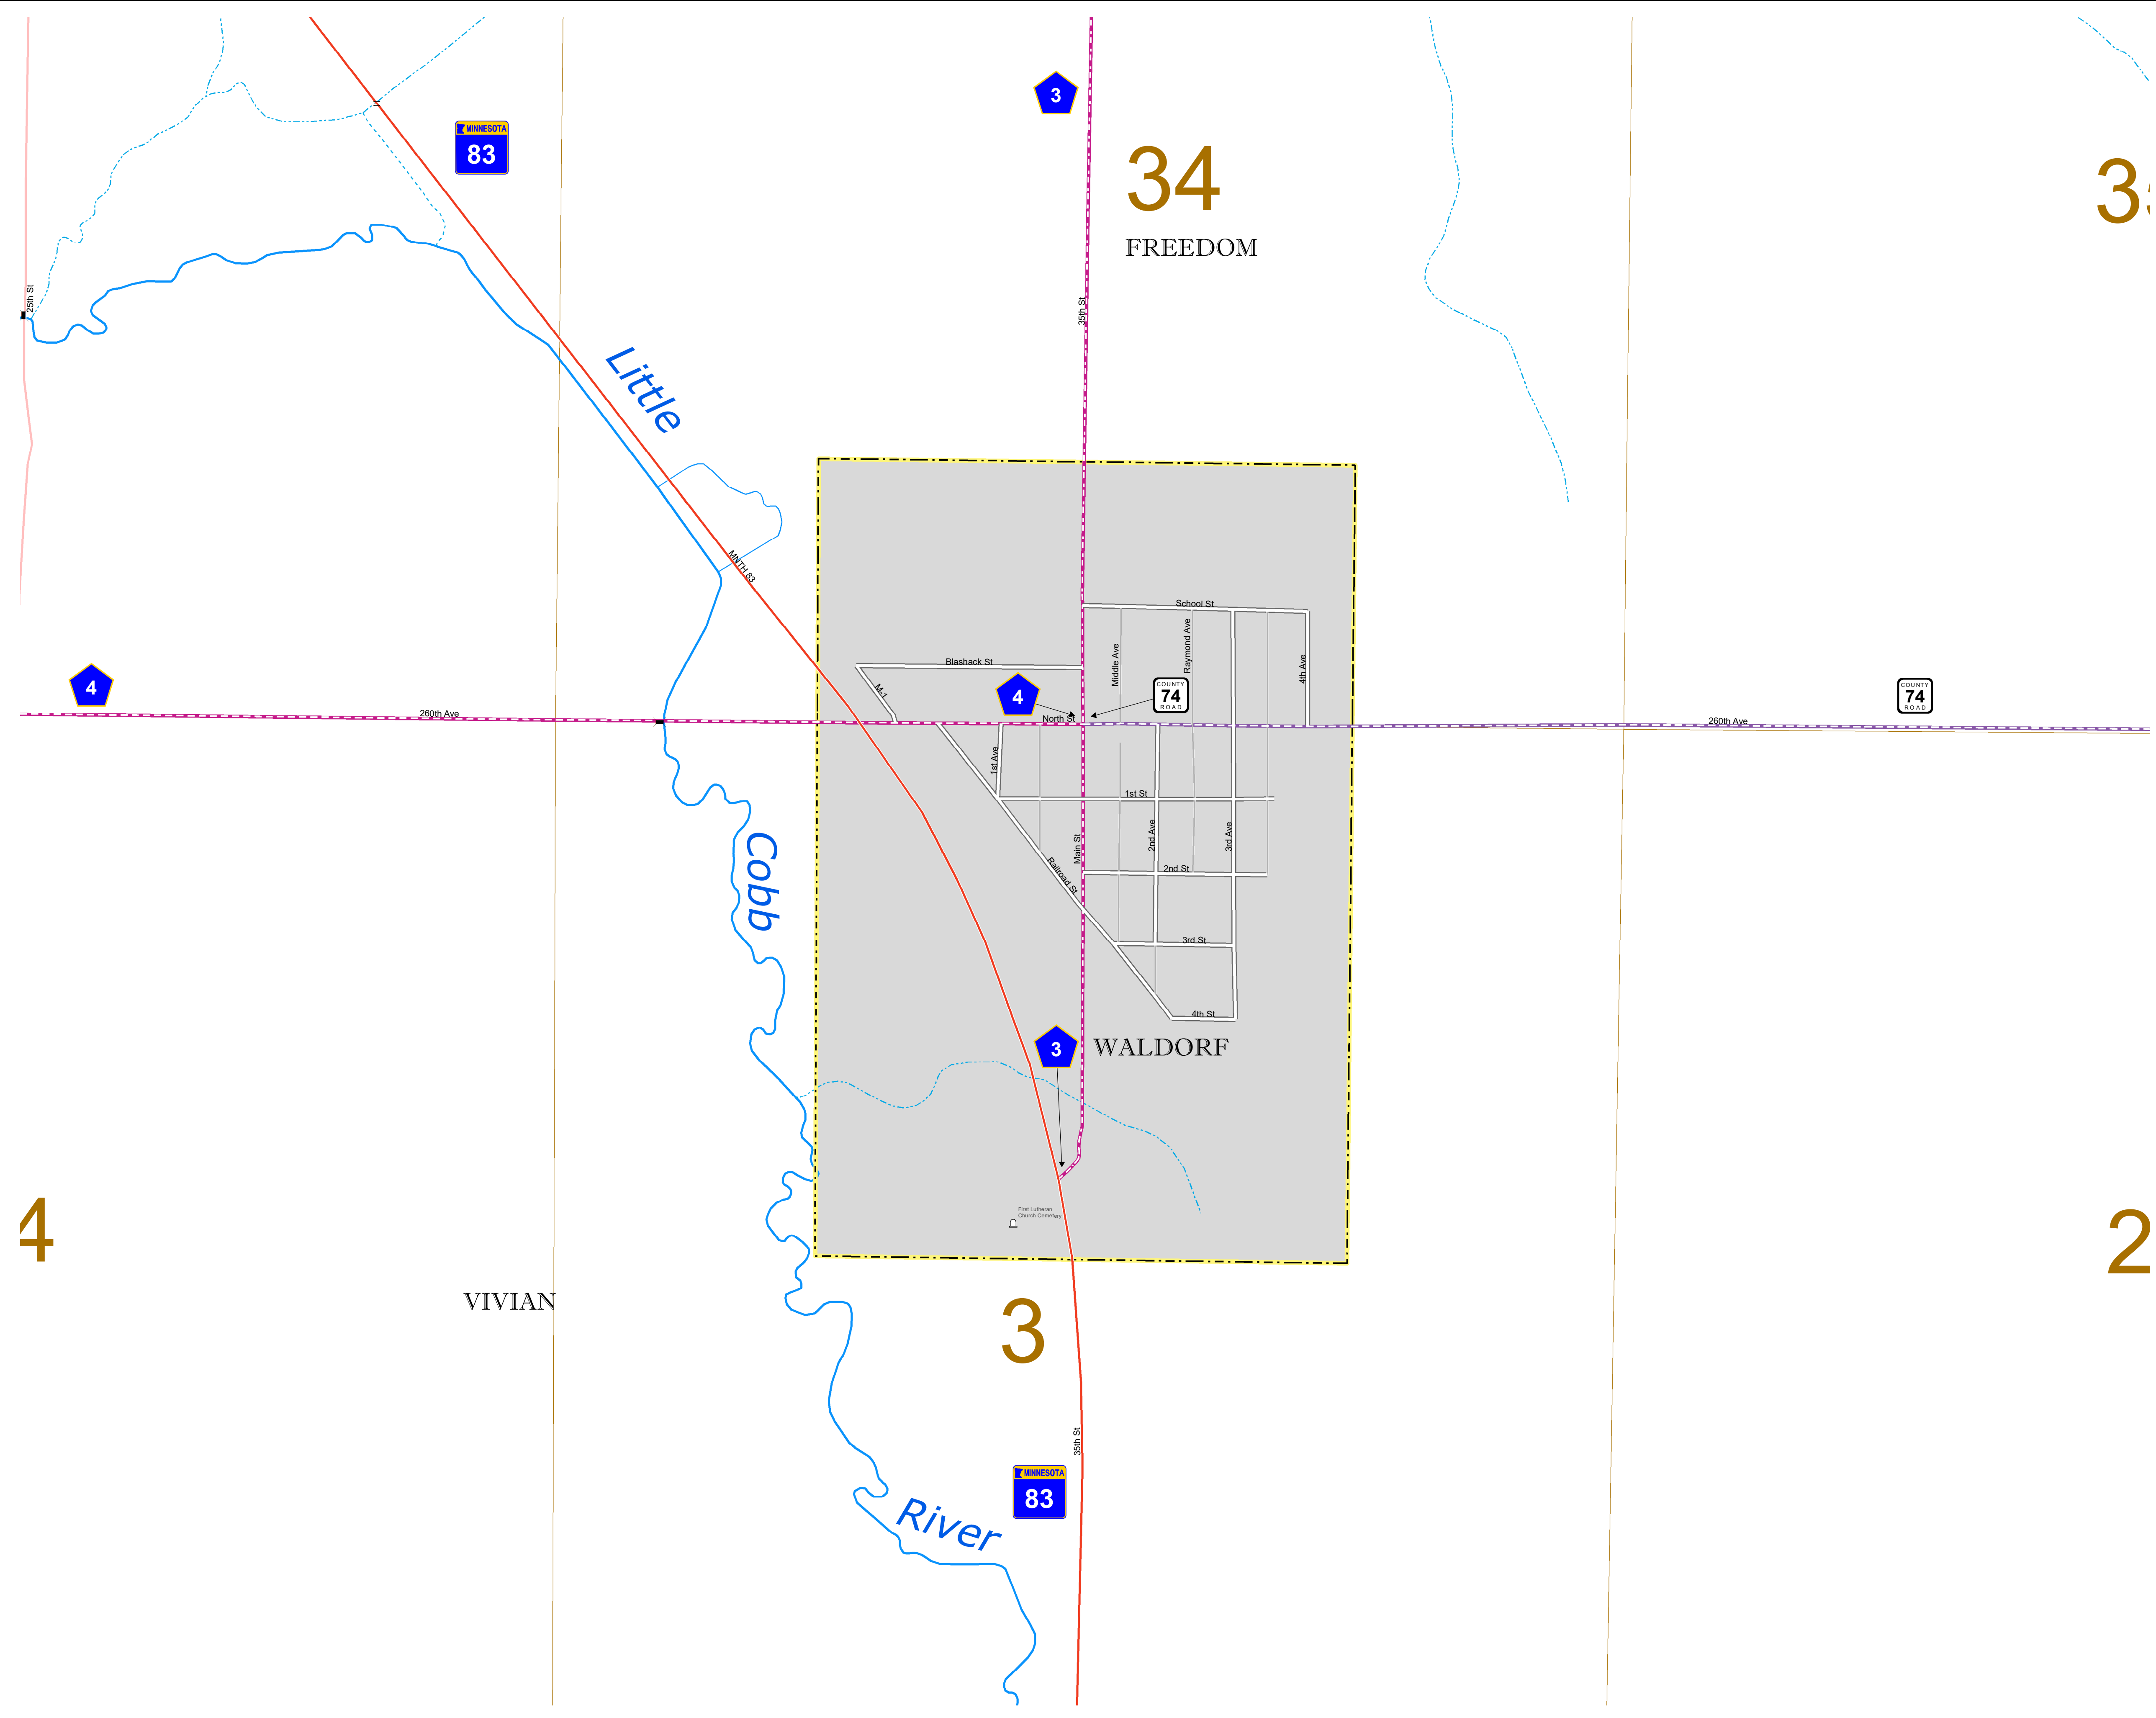 3
MINNESOTA
83
34
3
FREEDOM
25th St
35th St
Little
MNTH 83
School St
Middle Ave
Raymond Ave
4th Ave
Blashack St
M-1
4
4
COUNTY
74
ROAD
COUNTY
74
ROAD
260th Ave
North St
260th Ave
1st Ave
1st St
Cobb
Main St
2nd Ave
3rd Ave
Railroad St
2nd St
3rd St
4th St
3
WALDORF
First Lutheran
Church Cemetery
4
2
VIVIAN
3
35th St
MINNESOTA
83
River